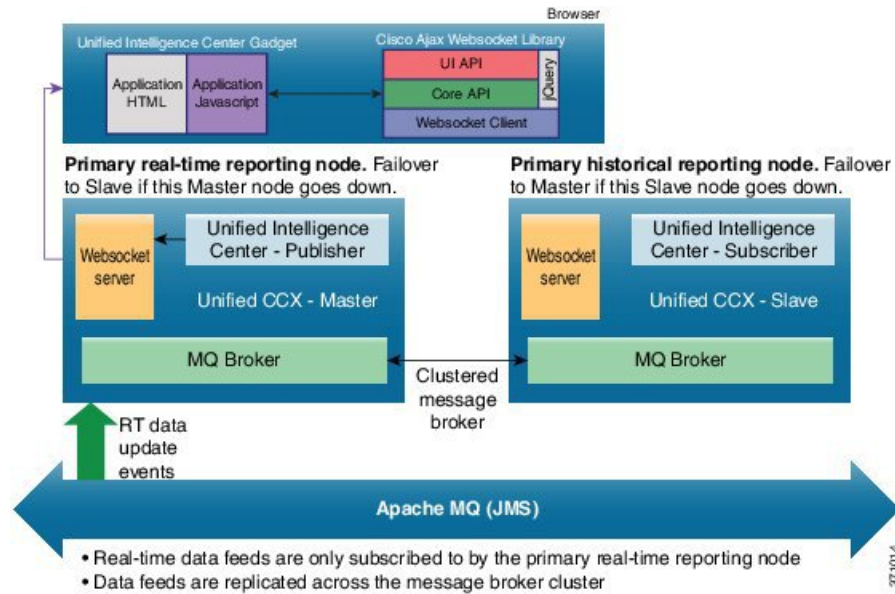 Browser
Unified Intelligence Center Gadget
Cisco Ajax Websocket Library
Application
HTML
Application
Javascript
UI API
Core API
jQuery
Websocket Client
Primary real-time reporting node. Failover
to Slave if this Master node goes down.
Primary historical reporting node. Failover
to Master if this Slave node goes down.
Websocket
server
Unified Intelligence
Center - Publisher
Unified CCX - Master
MQ Broker
Websocket
server
Unified Intelligence
Center - Subscriber
Unified CCX - Slave
MQ Broker
Clustered
message
broker
RT data
update
events
Apache MQ (JMS)
• Real-time data feeds are only subscribed to by the primary real-time reporting node
• Data feeds are replicated across the message broker cluster